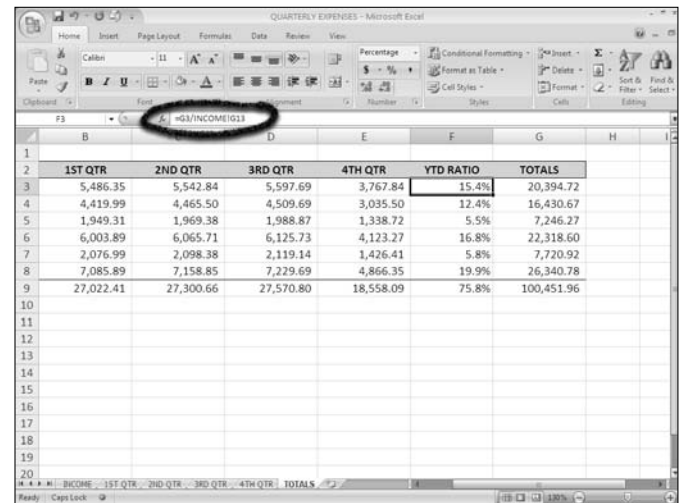 QUARTERLY EXPENSES - Microsoft Excel
Home Insert Page Layout Formulas Data Review View
Calibri 11 A A Percentage Conditional Formatting Insert Σ
Paste B I U A $ % , Format as Table Delete Sort & Find &
Cell Styles Format Filter Select
Clipboard Font Alignment Number Styles Cells Editing
F3 fx =G3/INCOME!G13
B D E F G H I
1
2 1ST QTR 2ND QTR 3RD QTR 4TH QTR YTD RATIO TOTALS
3 5,486.35 5,542.84 5,597.69 3,767.84 15.4% 20,394.72
4 4,419.99 4,465.50 4,509.69 3,035.50 12.4% 16,430.67
5 1,949.31 1,969.38 1,988.87 1,338.72 5.5% 7,246.27
6 6,003.89 6,065.71 6,125.73 4,123.27 16.8% 22,318.60
7 2,076.99 2,098.38 2,119.14 1,426.41 5.8% 7,720.92
8 7,085.89 7,158.85 7,229.69 4,866.35 19.9% 26,340.78
9 27,022.41 27,300.66 27,570.80 18,558.09 75.8% 100,451.96
10
11
12
13
14
15
16
17
18
19
20
INCOME 1ST QTR 2ND QTR 3RD QTR 4TH QTR TOTALS
Ready Caps Lock 130%